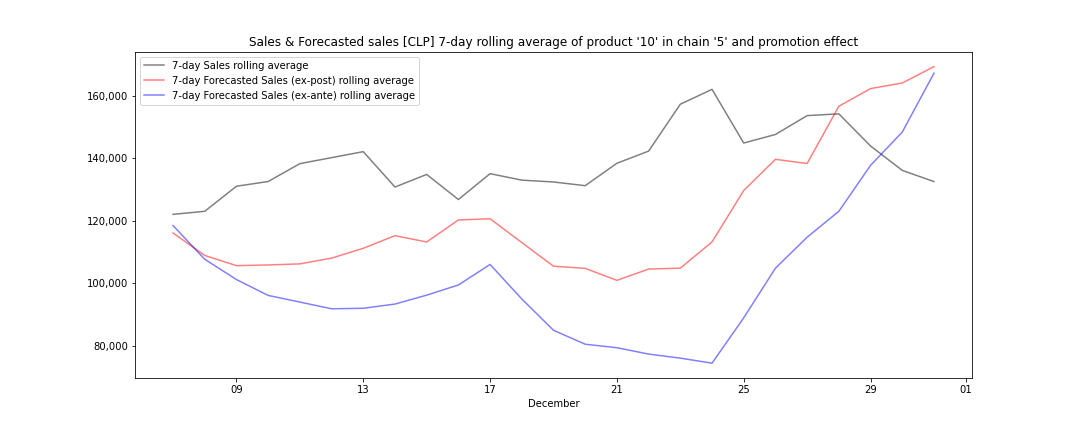 Sales & Forecasted sales [CLP] 7-day rolling average of product '10' in chain '5' and promotion effect
7-day Sales rolling average
7-day Forecasted Sales (ex-post) rolling average
7-day Forecasted Sales (ex-ante) rolling average
160,000
140,000
120,000
100,000
80,000
09 13 17 21 25 29 01
December